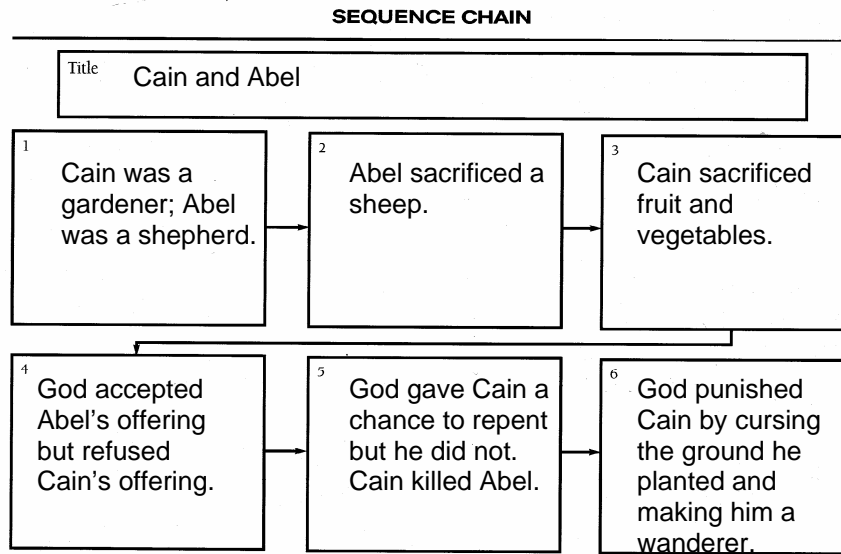 SEQUENCE CHAIN
Title Cain and Abel
1
Cain was a
gardener; Abel
was a shepherd.
2
Abel sacrificed a
sheep.
3
Cain sacrificed
fruit and
vegetables.
4
God accepted
Abel's offering
but refused
Cain's offering.
5
God gave Cain a
chance to repent
but he did not.
Cain killed Abel.
6
God punished
Cain by cursing
the ground he
planted and
making him a
wanderer.